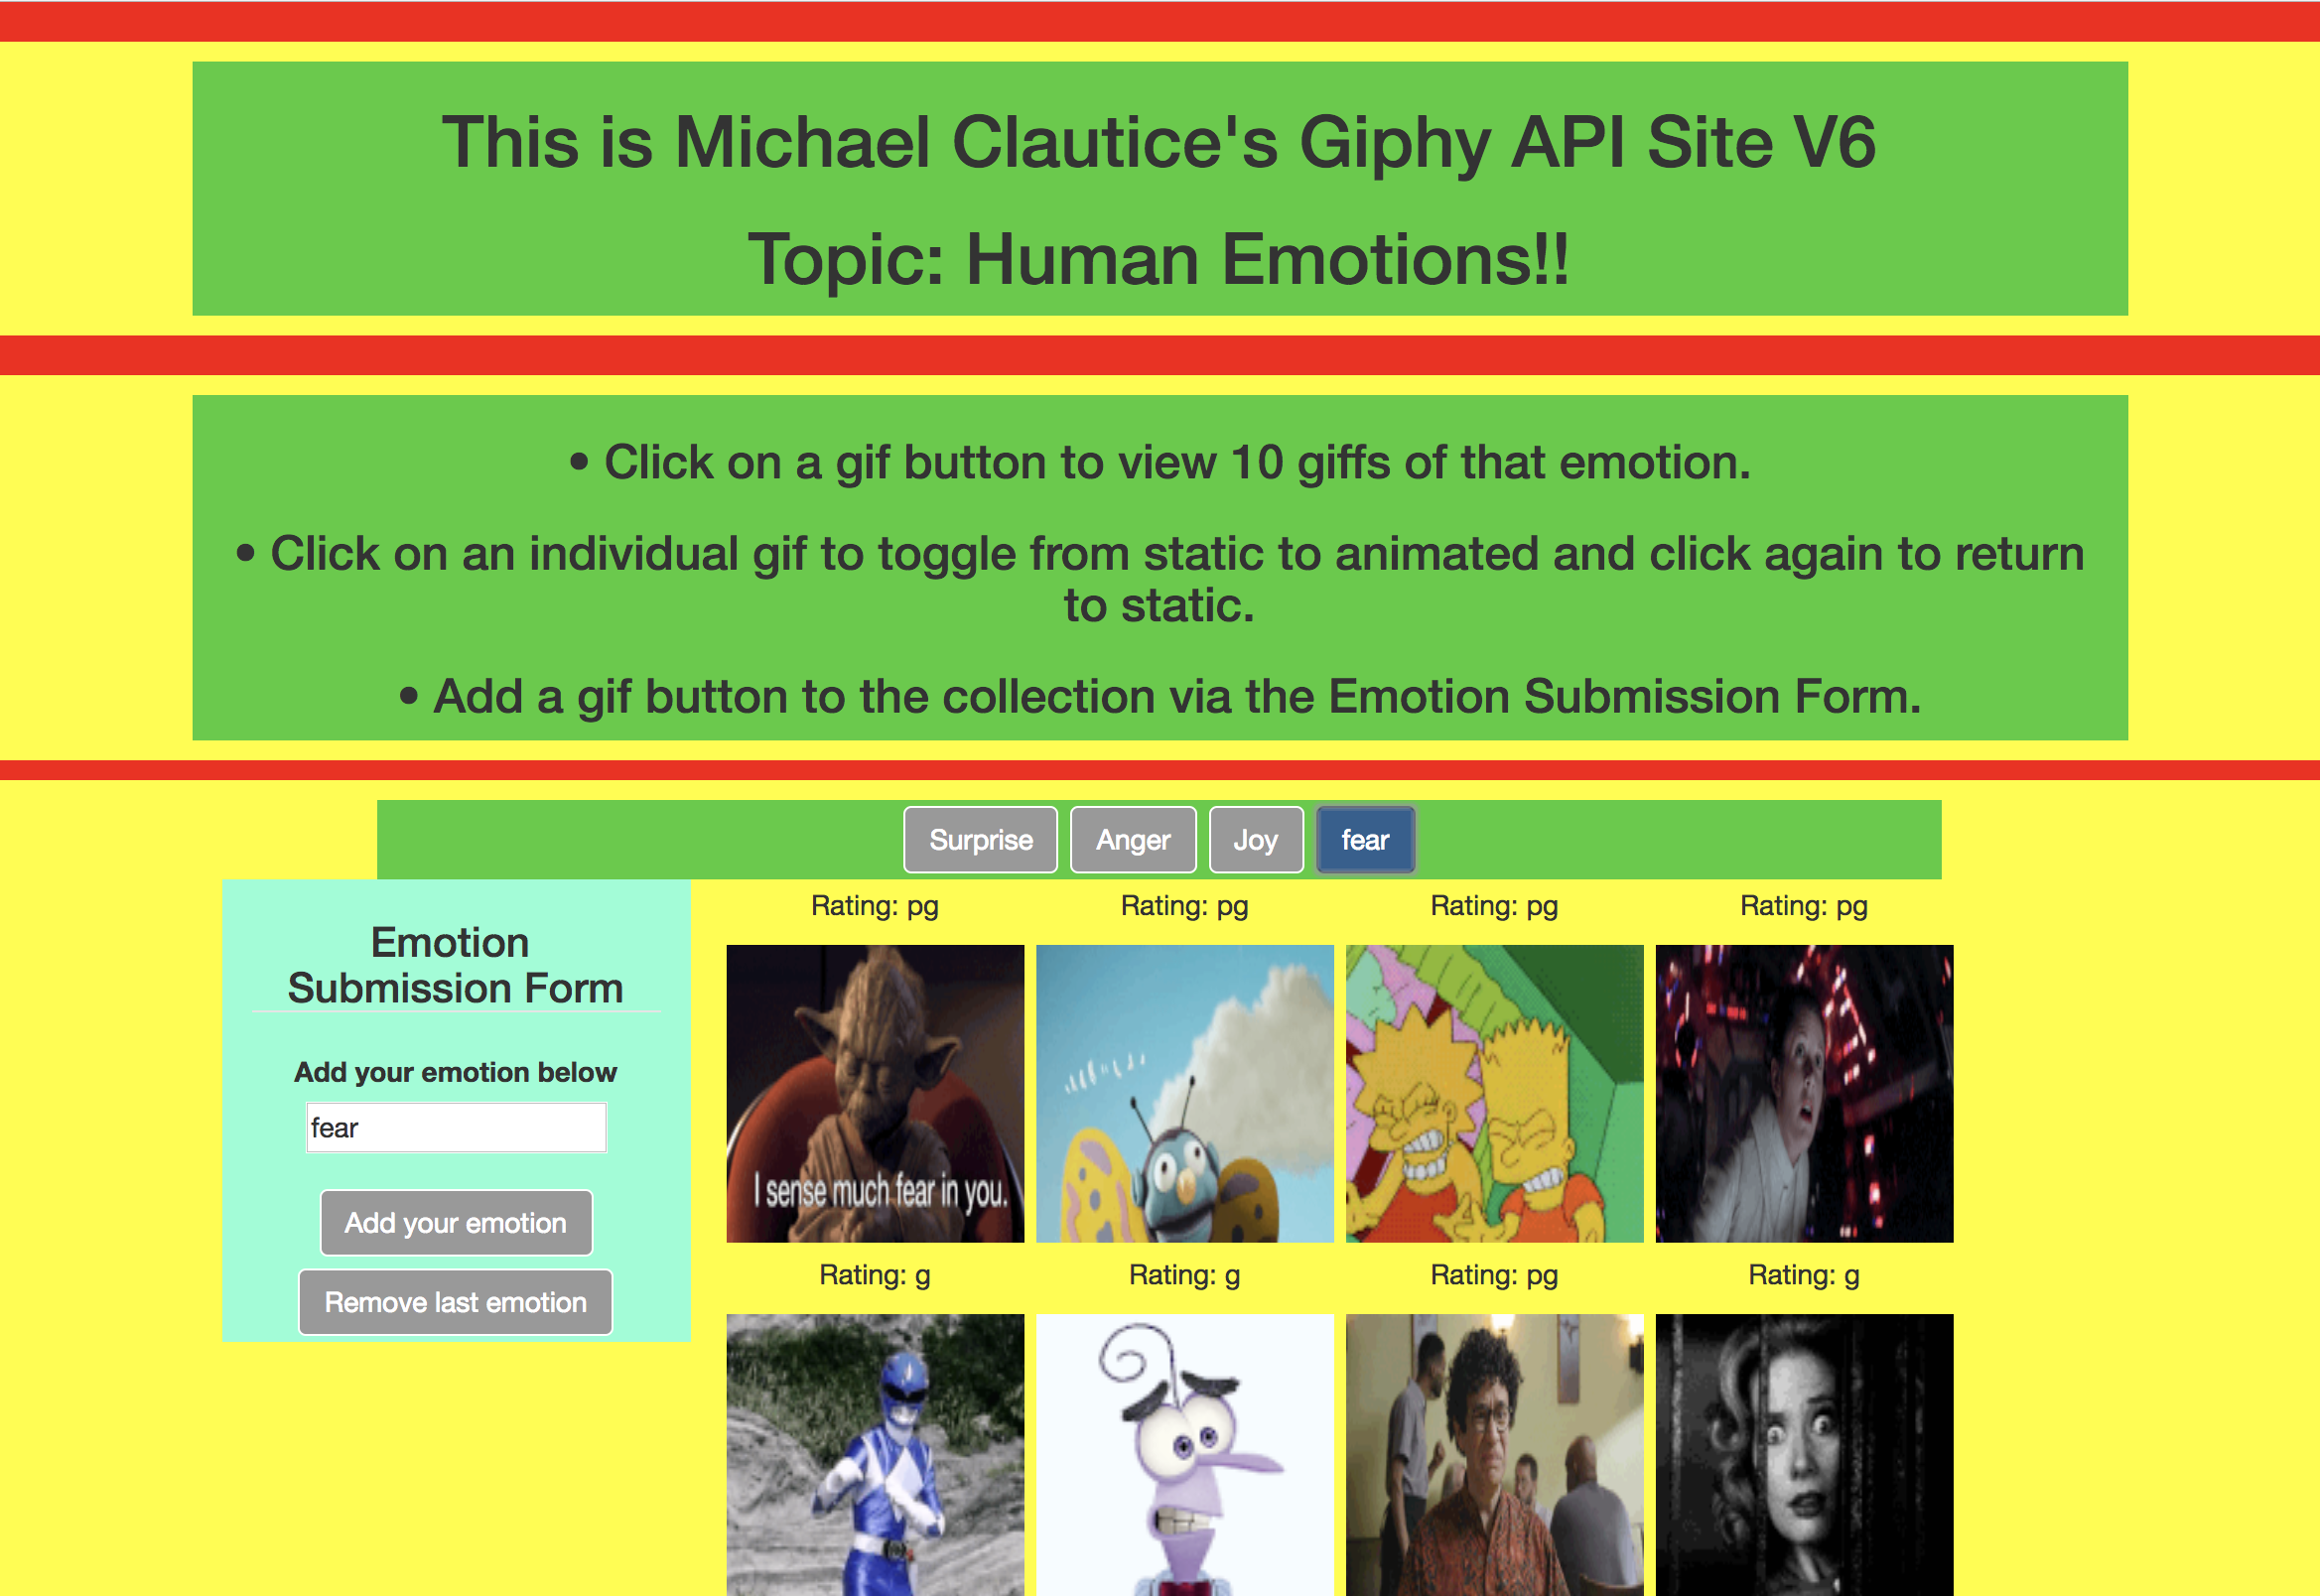 This is Michael Clautice's Giphy API Site V6
Topic: Human Emotions!!
• Click on a gif button to view 10 giffs of that emotion.
• Click on an individual gif to toggle from static to animated and click again to return
to static.
• Add a gif button to the collection via the Emotion Submission Form.
Surprise Anger Joy fear
Emotion
Submission Form
Add your emotion below
fear
Add your emotion
Remove last emotion
Rating: pg Rating: pg Rating: pg Rating: pg
I sense much fear in you.
Rating: g Rating: g Rating: pg Rating: g